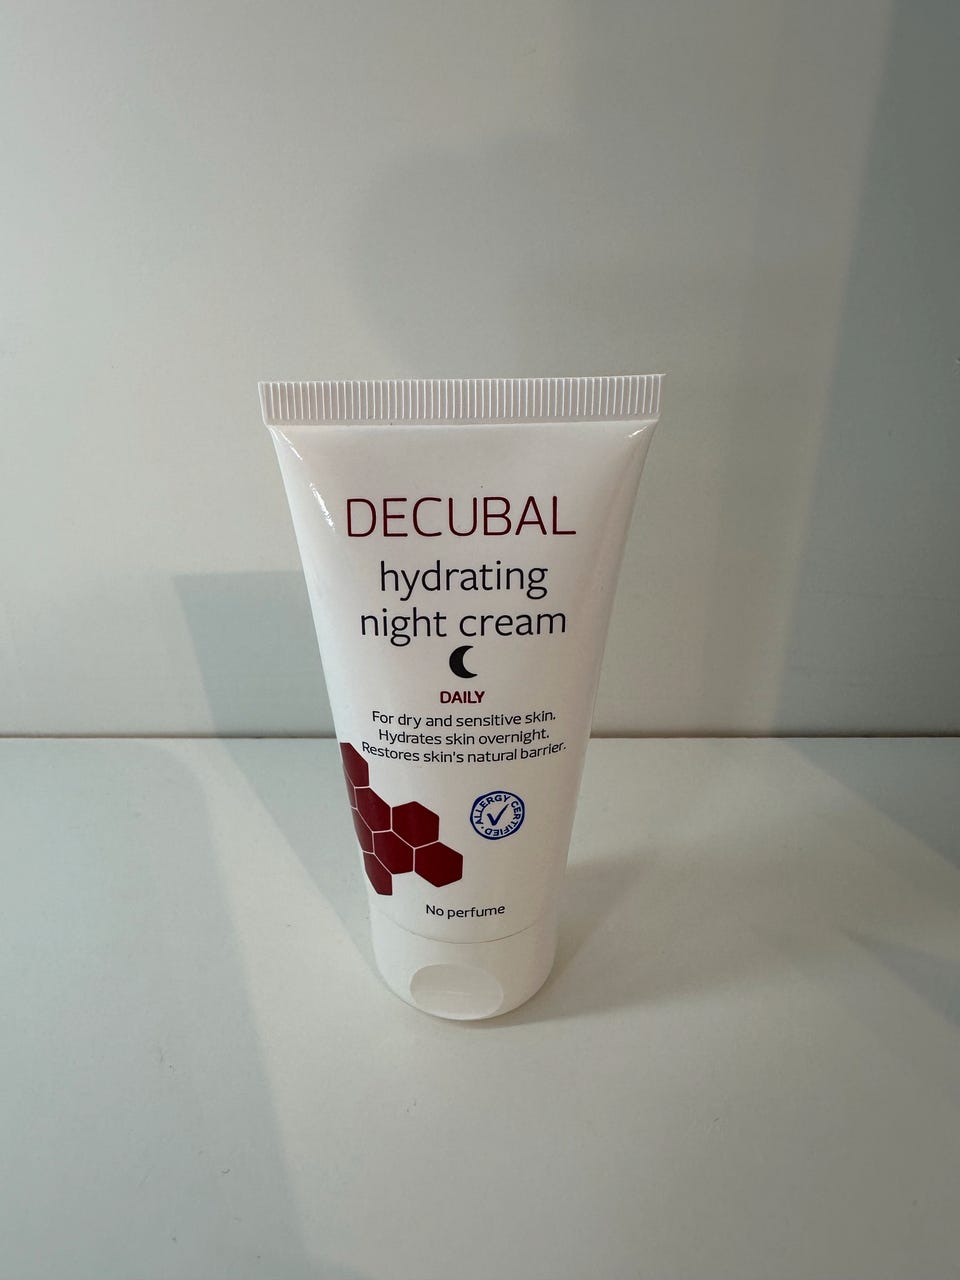 DECUBAL
hydrating
night cream
DAILY
For dry and sensitive skin.
Hydrates skin overnight.
Restores skin's natural barrier.
ALLERGY CERTIFIED
No perfume